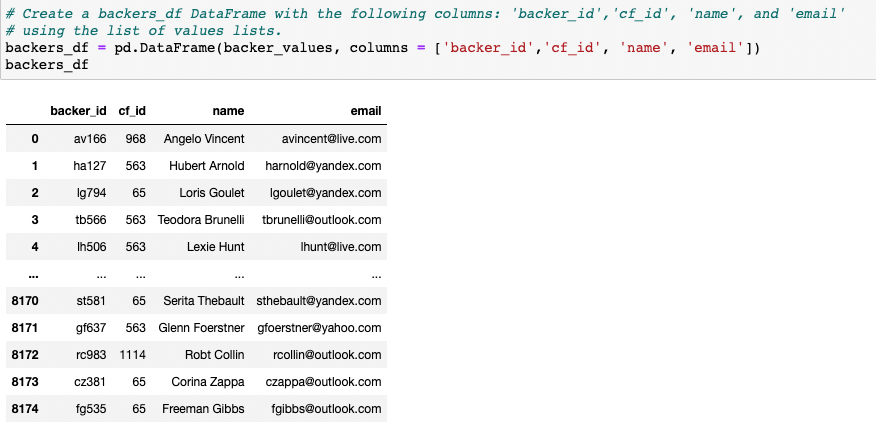 # Create a backers_df DataFrame with the following columns: 'backer_id','cf_id', 'name', and 'email'
# using the list of values lists.
backers_df = pd.DataFrame(backer_values, columns = ['backer_id','cf_id', 'name', 'email'])
backers_df
backer_id cf_id name email
0 av166 968 Angelo Vincent avincent@live.com
1 ha127 563 Hubert Arnold harnold@yandex.com
2 lg794 65 Loris Goulet lgoulet@yandex.com
3 tb566 563 Teodora Brunelli tbrunelli@outlook.com
4 lh506 563 Lexie Hunt lhunt@live.com
... ... ... ... ...
8170 st581 65 Serita Thebault sthebault@yandex.com
8171 gf637 563 Glenn Foerstner gfoerstner@yahoo.com
8172 rc983 1114 Robt Collin rcollin@outlook.com
8173 cz381 65 Corina Zappa czappa@outlook.com
8174 fg535 65 Freeman Gibbs fgibbs@outlook.com